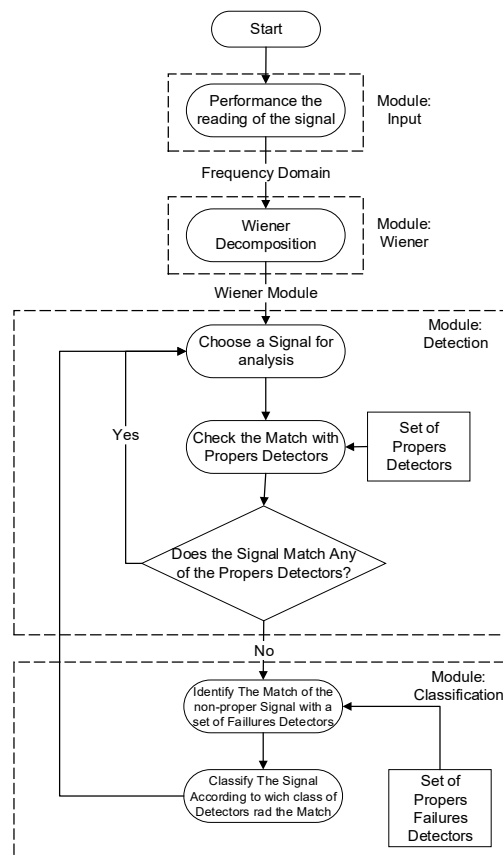 Start
Performance the
reading of the signal
Module:
Input
Frequency Domain
Wiener
Decomposition
Module:
Wiener
Wiener Module
Module:
Detection
Choose a Signal for
analysis
Yes
Check the Match with
Propers Detectors
Set of
Propers
Detectors
Does the Signal Match Any
of the Propers Detectors?
No
Module:
Classification
Identify The Match of the
non-proper Signal with a
set of Faillures Detectors
Classify The Signal
According to wich class of
Detectors rad the Match
Set of
Propers
Failures
Detectors